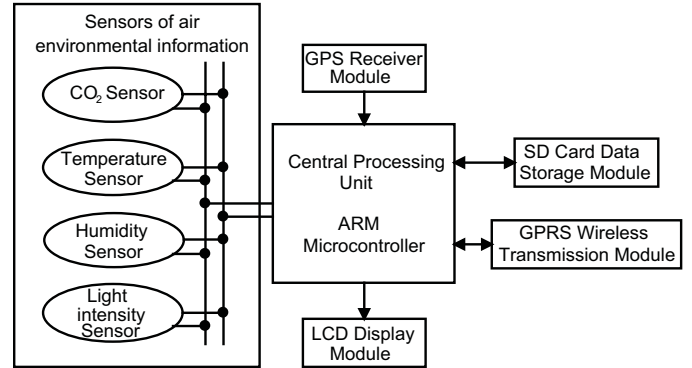 Sensors of air
environmental information
CO₂ Sensor
Temperature
Sensor
Humidity
Sensor
Light
intensity
Sensor
GPS Receiver
Module
Central Processing
Unit
ARM
Microcontroller
LCD Display
Module
SD Card Data
Storage Module
GPRS Wireless
Transmission Module